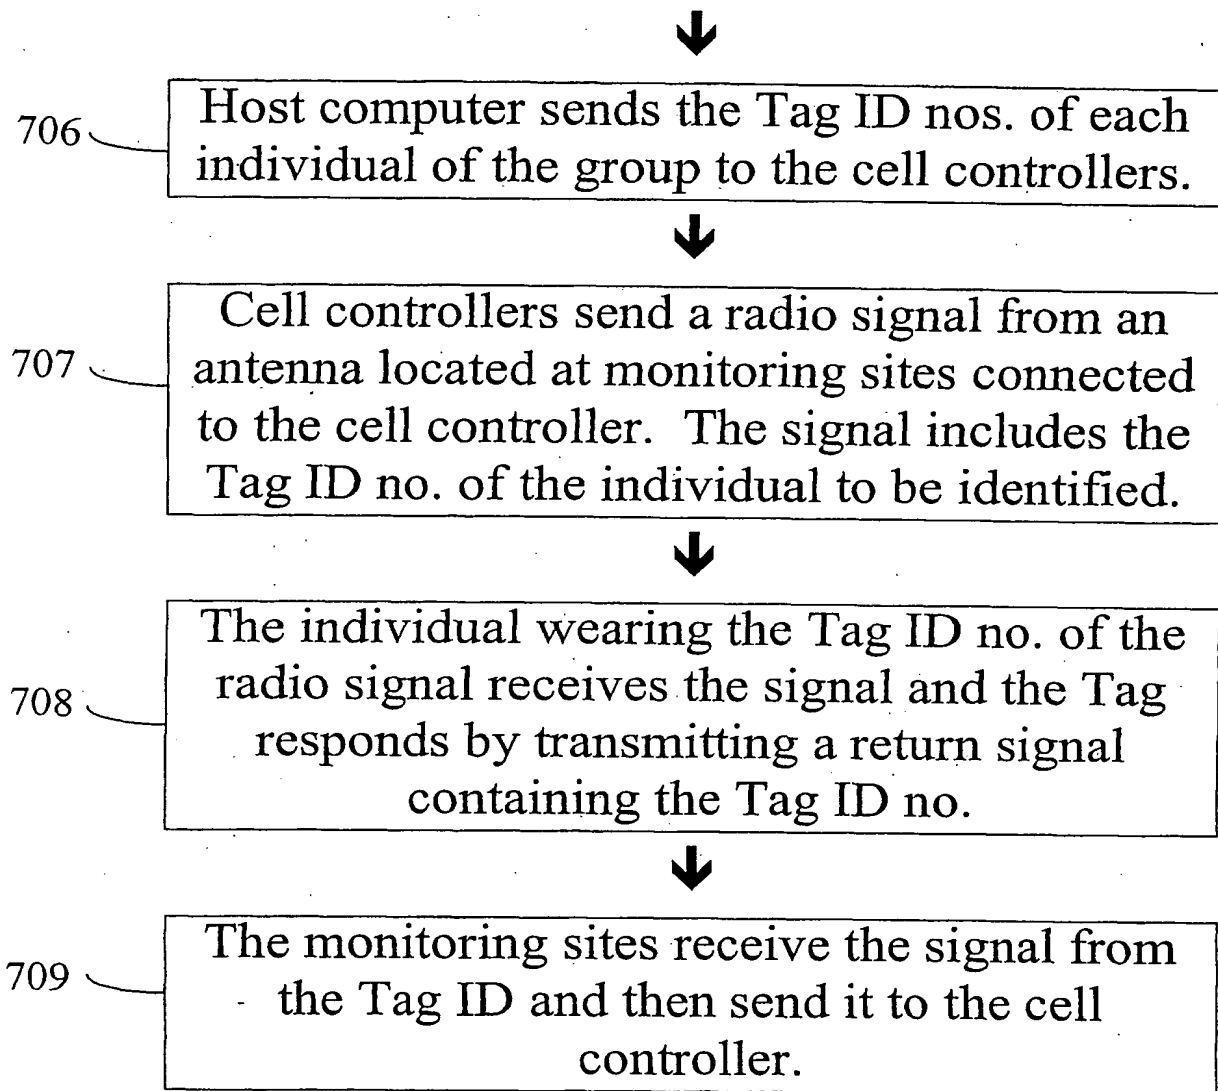 706
Host computer sends the Tag ID nos. of each
individual of the group to the cell controllers.
707
Cell controllers send a radio signal from an
antenna located at monitoring sites connected
to the cell controller. The signal includes the
Tag ID no. of the individual to be identified.
708
The individual wearing the Tag ID no. of the
radio signal receives the signal and the Tag
responds by transmitting a return signal
containing the Tag ID no.
709
The monitoring sites receive the signal from
the Tag ID and then send it to the cell
controller.